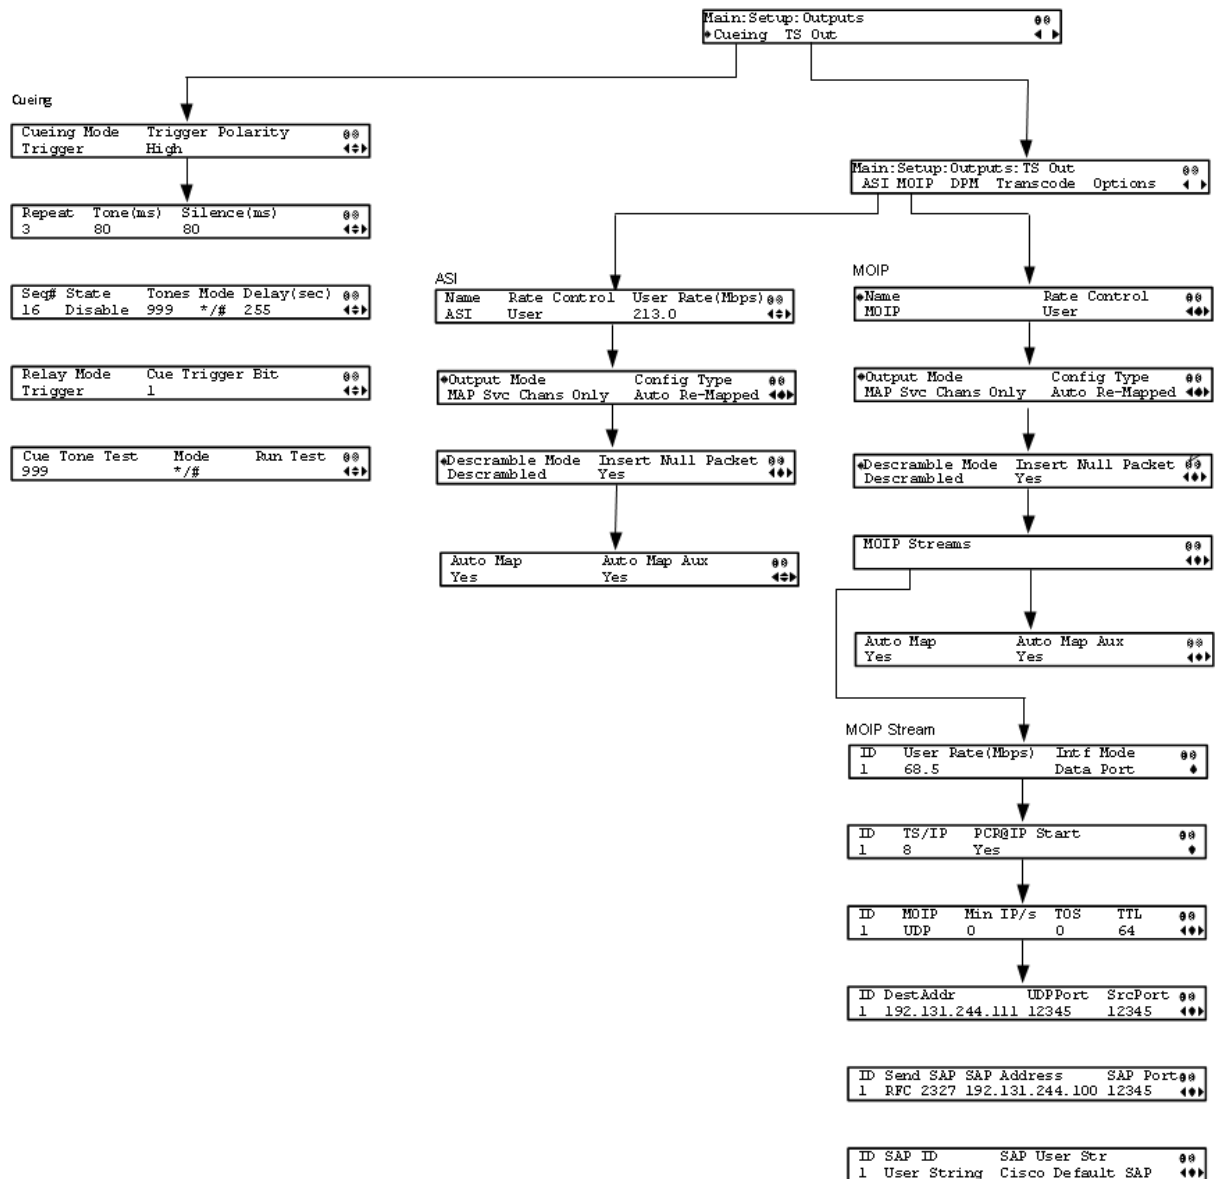 Main:Setup:Outputs
Cueing TS Out
Cueing
Cueing Mode Trigger Polarity
Trigger High
Repeat Tone(ms) Silence(ms)
3 80 80
Seq# State Tones Mode Delay(sec)
16 Disable 999 */# 255
Relay Mode Cue Trigger Bit
Trigger 1
Cue Tone Test Mode Run Test
999 */#
Main:Setup:Outputs:TS Out
ASI MOIP DPM Transcode Options
ASI
Name Rate Control User Rate(Mbps)
ASI User 213.0
Output Mode Config Type
MAP Svc Chans Only Auto Re-Mapped
Descramble Mode Insert Null Packet
Descrambled Yes
Auto Map Auto Map Aux
Yes Yes
MOIP
Name Rate Control
MOIP User
Output Mode Config Type
MAP Svc Chans Only Auto Re-Mapped
Descramble Mode Insert Null Packet
Descrambled Yes
MOIP Streams
Auto Map Auto Map Aux
Yes Yes
MOIP Stream
ID User Rate(Mbps) Intf Mode
1 68.5 Data Port
ID TS/IP PCR@IP Start
1 8 Yes
ID MOIP Min IP/s TOS TTL
1 UDP 0 0 64
ID DestAddr UDPPort SrcPort
1 192.131.244.111 12345 12345
ID Send SAP SAP Address SAP Port
1 RFC 2327 192.131.244.100 12345
ID SAP ID SAP User Str
1 User String Cisco Default SAP